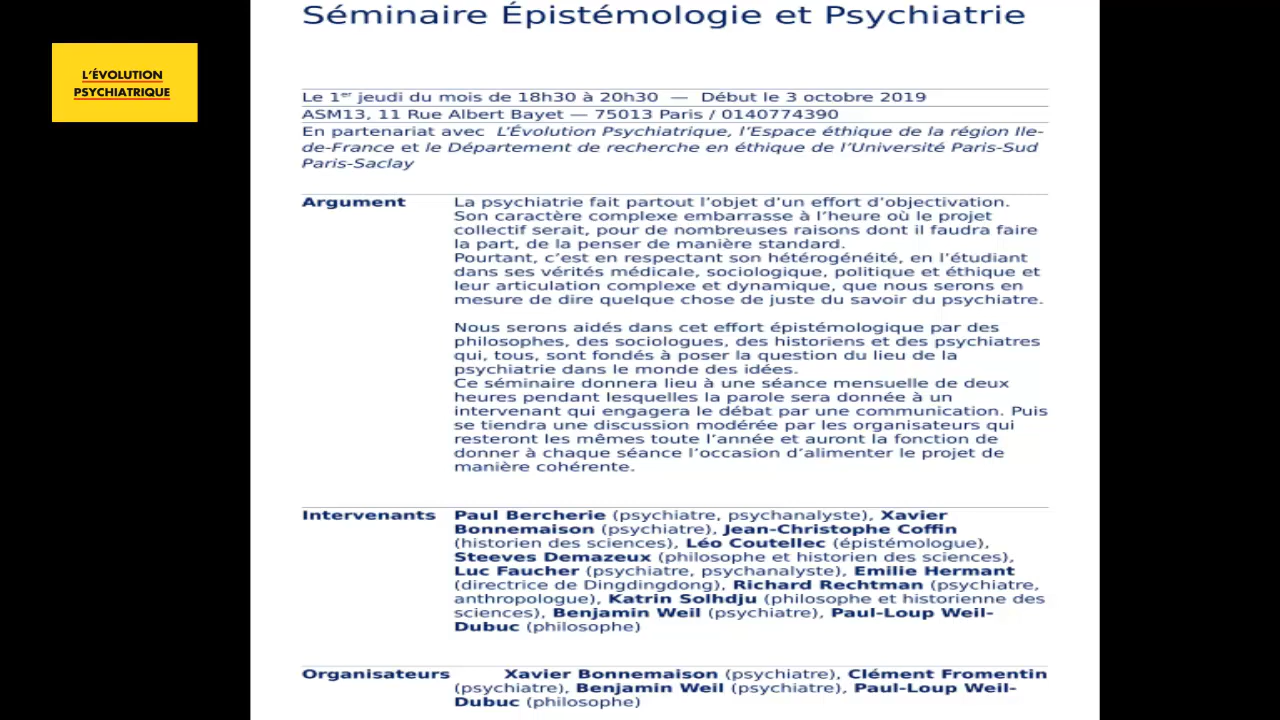 Séminaire Épistémologie et Psychiatrie
L'ÉVOLUTION
PSYCHIATRIQUE
Le 1er jeudi du mois de 18h30 à 20h30 — Début le 3 octobre 2019
ASM13, 11 Rue Albert Bayet — 75013 Paris / 0140774390
En partenariat avec L'Évolution Psychiatrique, l'Espace éthique de la région Ile-
de-France et le Département de recherche en éthique de l'Université Paris-Sud
Paris-Saclay
Argument La psychiatrie fait partout l'objet d'un effort d'objectivation.
Son caractère complexe embarrasse à l'heure où le projet
collectif serait, pour de nombreuses raisons dont il faudra faire
la part, de la penser de manière standard.
Pourtant, c'est en respectant son hétérogénéité, en l'étudiant
dans ses vérités médicale, sociologique, politique et éthique et
leur articulation complexe et dynamique, que nous serons en
mesure de dire quelque chose de juste du savoir du psychiatre.
Nous serons aidés dans cet effort épistémologique par des
philosophes, des sociologues, des historiens et des psychiatres
qui, tous, sont fondés à poser la question du lieu de la
psychiatrie dans le monde des idées.
Ce séminaire donnera lieu à une séance mensuelle de deux
heures pendant lesquelles la parole sera donnée à un
intervenant qui engagera le débat par une communication. Puis
se tiendra une discussion modérée par les organisateurs qui
resteront les mêmes toute l'année et auront la fonction de
donner à chaque séance l'occasion d'alimenter le projet de
manière cohérente.
Intervenants Paul Bercherie (psychiatre, psychanalyste), Xavier
Bonnemaison (psychiatre), Jean-Christophe Coffin
(historien des sciences), Léo Coutellec (épistémologue),
Steeves Demazeux (philosophe et historien des sciences),
Luc Faucher (psychiatre, psychanalyste), Emilie Hermant
(directrice de Dingdingdong), Richard Rechtman (psychiatre,
anthropologue), Katrin Solhdju (philosophe et historienne des
sciences), Benjamin Weil (psychiatre), Paul-Loup Weil-
Dubuc (philosophe)
Organisateurs Xavier Bonnemaison (psychiatre), Clément Fromentin
(psychiatre), Benjamin Weil (psychiatre), Paul-Loup Weil-
Dubuc (philosophe)